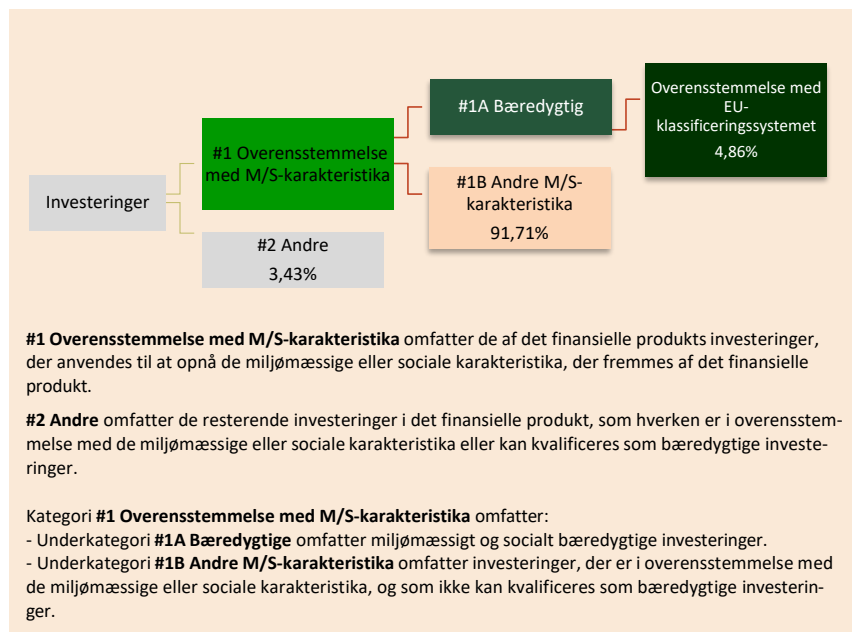 Investeringer
#1 Overensstemmelse
med M/S-karakteristika
#2 Andre
3,43%
#1A Bæredygtig
#1B Andre M/S-
karakteristika
91,71%
Overensstemmelse med
EU-
klassificeringssystemet
4,86%
#1 Overensstemmelse med M/S-karakteristika omfatter de af det finansielle produkts investeringer,
der anvendes til at opnå de miljømæssige eller sociale karakteristika, der fremmes af det finansielle
produkt.
#2 Andre omfatter de resterende investeringer i det finansielle produkt, som hverken er i overensstem-
melse med de miljømæssige eller sociale karakteristika eller kan kvalificeres som bæredygtige investe-
ringer.
Kategori #1 Overensstemmelse med M/S-karakteristika omfatter:
- Underkategori #1A Bæredygtige omfatter miljømæssigt og socialt bæredygtige investeringer.
- Underkategori #1B Andre M/S-karakteristika omfatter investeringer, der er i overensstemmelse med
de miljømæssige eller sociale karakteristika, og som ikke kan kvalificeres som bæredygtige investerin-
ger.